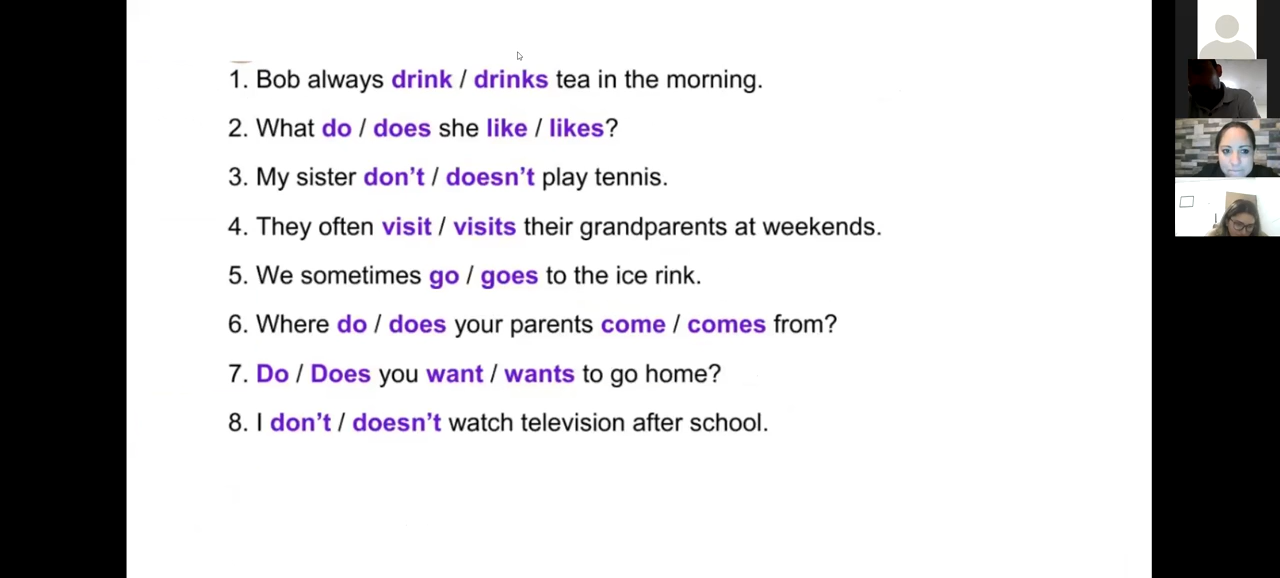 1. Bob always drink / drinks tea in the morning.
2. What do / does she like / likes?
3. My sister don’t / doesn’t play tennis.
4. They often visit / visits their grandparents at weekends.
5. We sometimes go / goes to the ice rink.
6. Where do / does your parents come / comes from?
7. Do / Does you want / wants to go home?
8. I don’t / doesn’t watch television after school.